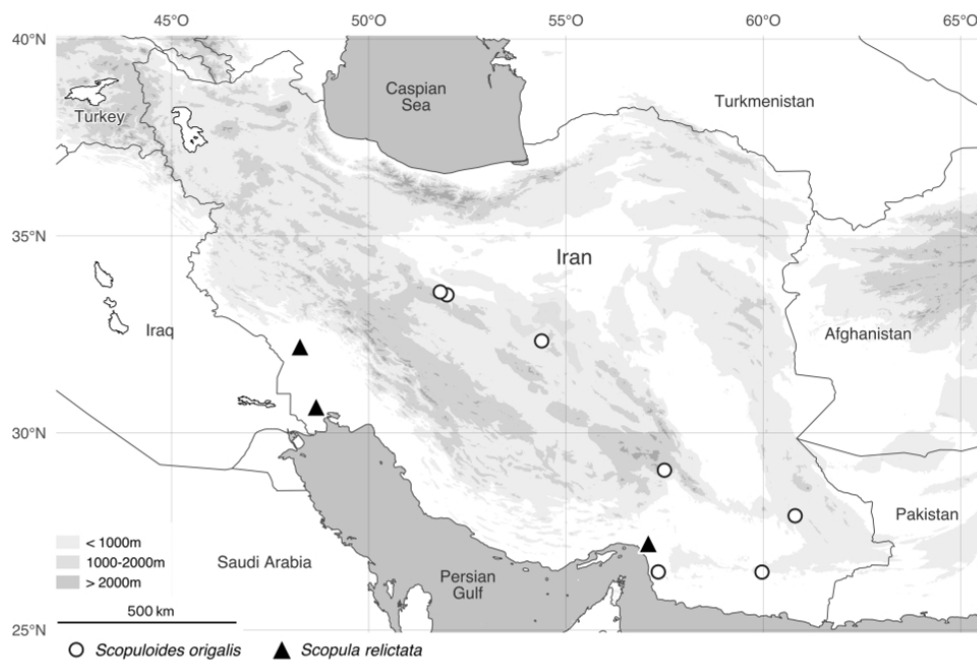 45°O 50°O 55°O 60°O 65°O
40°N
Caspian
Sea
Turkmenistan
Turkey
35°N
Iran
Iraq
Afghanistan
30°N
Pakistan
< 1000m
1000-2000m
> 2000m
Saudi Arabia
Persian
Gulf
500 km
25°N
Scopuloides origalis Scopula relictata